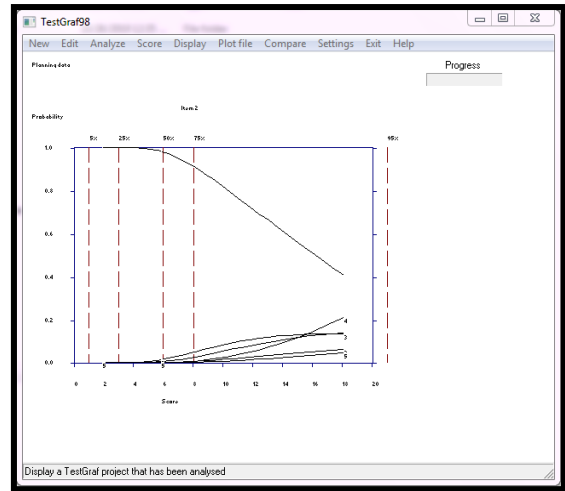 TestGraf98
New Edit Analyze Score Display Plot file Compare Settings Exit Help
Planning data
Progress
Item 2
Probability
5% 25% 50% 75% 95%
1.0
0.8
0.6
0.4
0.2
0.0
4
3
5
9
0 2 4 6 8 10 12 14 16 18 20
Score
Display a TestGraf project that has been analysed